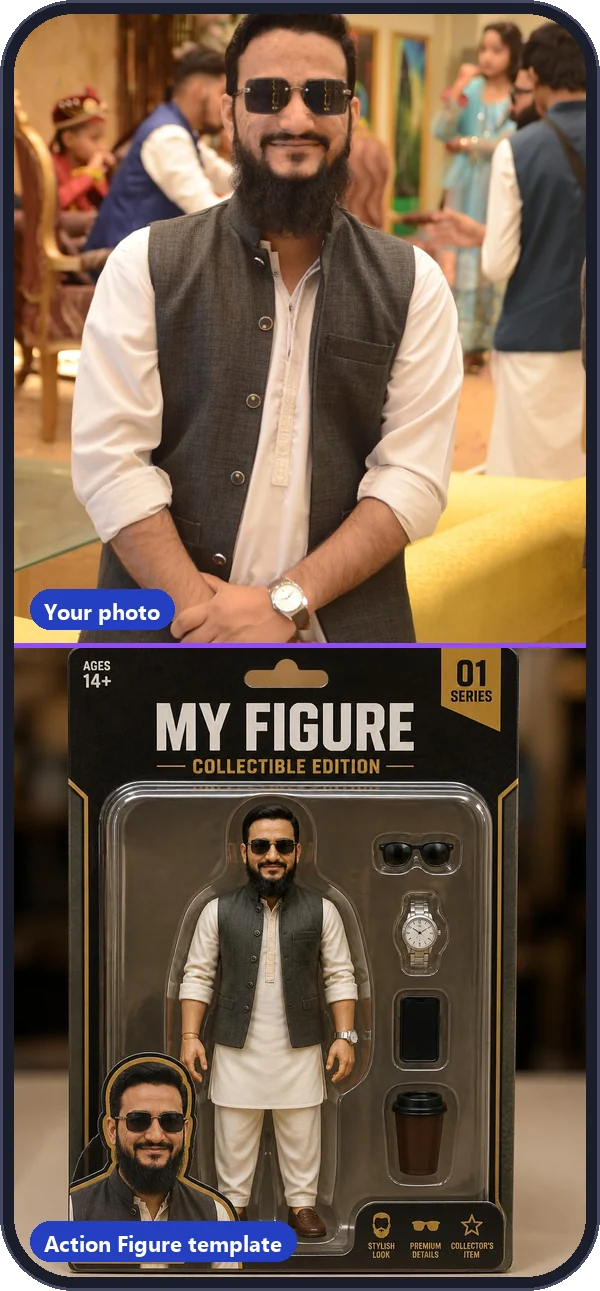 Your photo
AGES
14+
01
SERIES
MY FIGURE
COLLECTIBLE EDITION
STYLISH
LOOK
PREMIUM
DETAILS
COLLECTOR'S
ITEM
Action Figure template